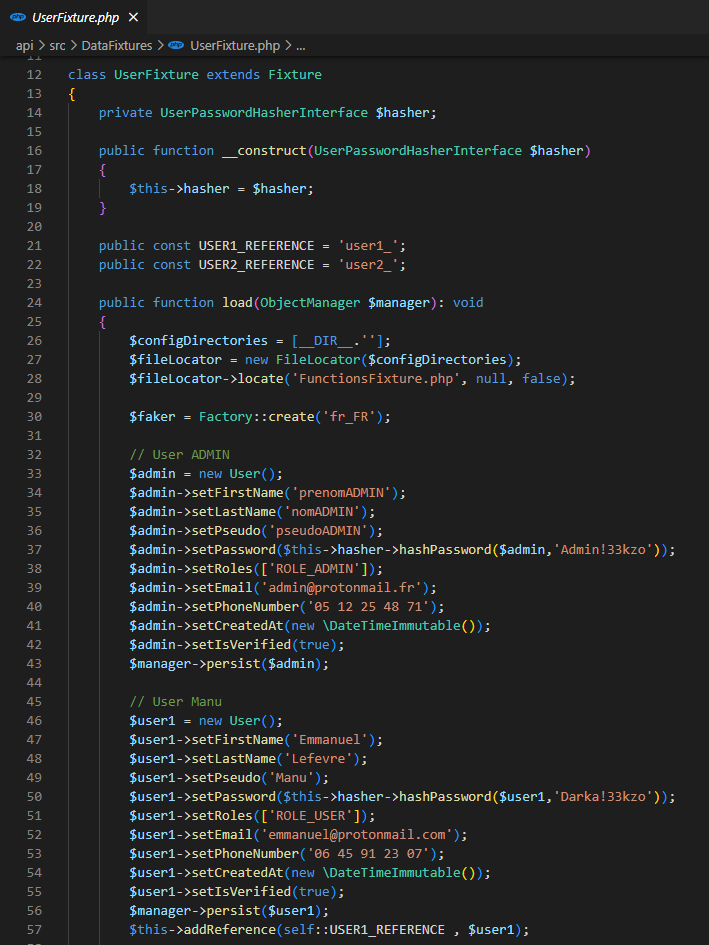 php UserFixture.php ×
api > src > DataFixtures > php UserFixture.php > ...
11
12 class UserFixture extends Fixture
13 {
14     private UserPasswordHasherInterface $hasher;
15
16     public function __construct(UserPasswordHasherInterface $hasher)
17     {
18         $this->hasher = $hasher;
19     }
20
21     public const USER1_REFERENCE = 'user1_';
22     public const USER2_REFERENCE = 'user2_';
23
24     public function load(ObjectManager $manager): void
25     {
26         $configDirectories = [__DIR__.''];
27         $fileLocator = new FileLocator($configDirectories);
28         $fileLocator->locate('FunctionsFixture.php', null, false);
29
30         $faker = Factory::create('fr_FR');
31
32         // User ADMIN
33         $admin = new User();
34         $admin->setFirstName('prenomADMIN');
35         $admin->setLastName('nomADMIN');
36         $admin->setPseudo('pseudoADMIN');
37         $admin->setPassword($this->hasher->hashPassword($admin,'Admin!33kzo'));
38         $admin->setRoles(['ROLE_ADMIN']);
39         $admin->setEmail('admin@protonmail.fr');
40         $admin->setPhoneNumber('05 12 25 48 71');
41         $admin->setCreatedAt(new \DateTimeImmutable());
42         $admin->setIsVerified(true);
43         $manager->persist($admin);
44
45         // User Manu
46         $user1 = new User();
47         $user1->setFirstName('Emmanuel');
48         $user1->setLastName('Lefevre');
49         $user1->setPseudo('Manu');
50         $user1->setPassword($this->hasher->hashPassword($user1,'Darka!33kzo'));
51         $user1->setRoles(['ROLE_USER']);
52         $user1->setEmail('emmanuel@protonmail.com');
53         $user1->setPhoneNumber('06 45 91 23 07');
54         $user1->setCreatedAt(new \DateTimeImmutable());
55         $user1->setIsVerified(true);
56         $manager->persist($user1);
57         $this->addReference(self::USER1_REFERENCE , $user1);